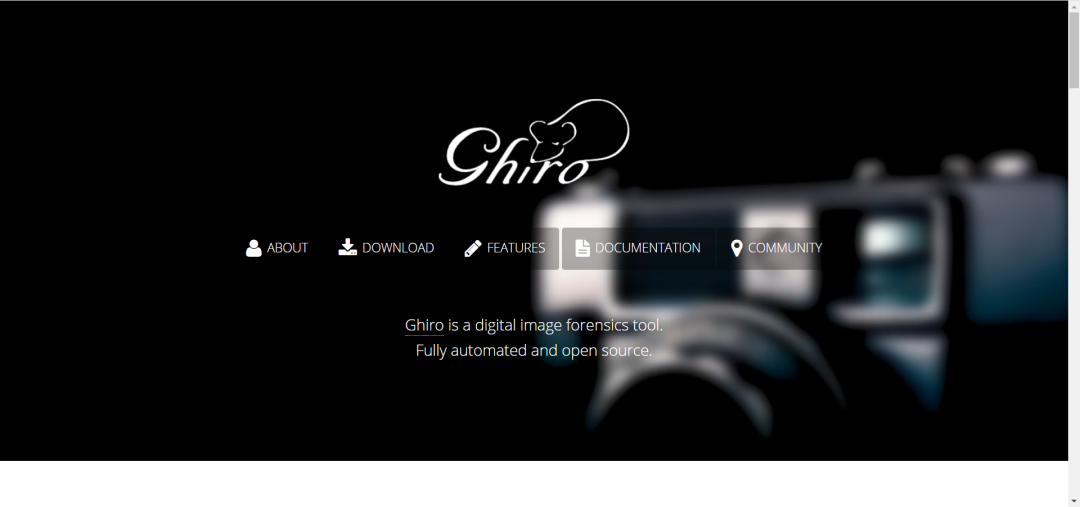 Ghiro
ABOUT
DOWNLOAD
FEATURES
DOCUMENTATION
COMMUNITY
Ghiro is a digital image forensics tool.
Fully automated and open source.